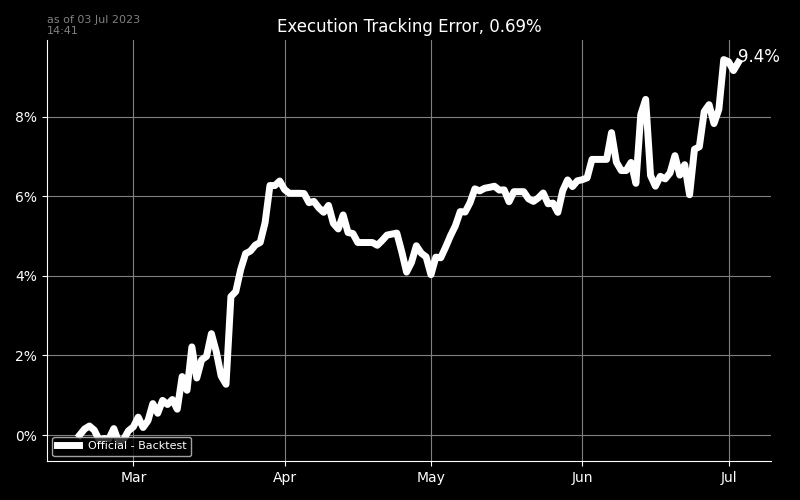 as of 03 Jul 2023
14:41
Execution Tracking Error, 0.69%
9.4%
8%
6%
4%
2%
0%
Official - Backtest
Mar Apr May Jun Jul